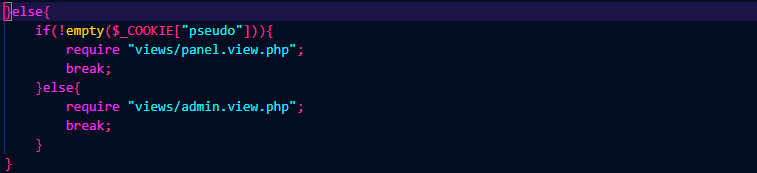 }else{
    if(!empty($_COOKIE["pseudo"])){
        require "views/panel.view.php";
        break;
    }else{
        require "views/admin.view.php";
        break;
    }
}